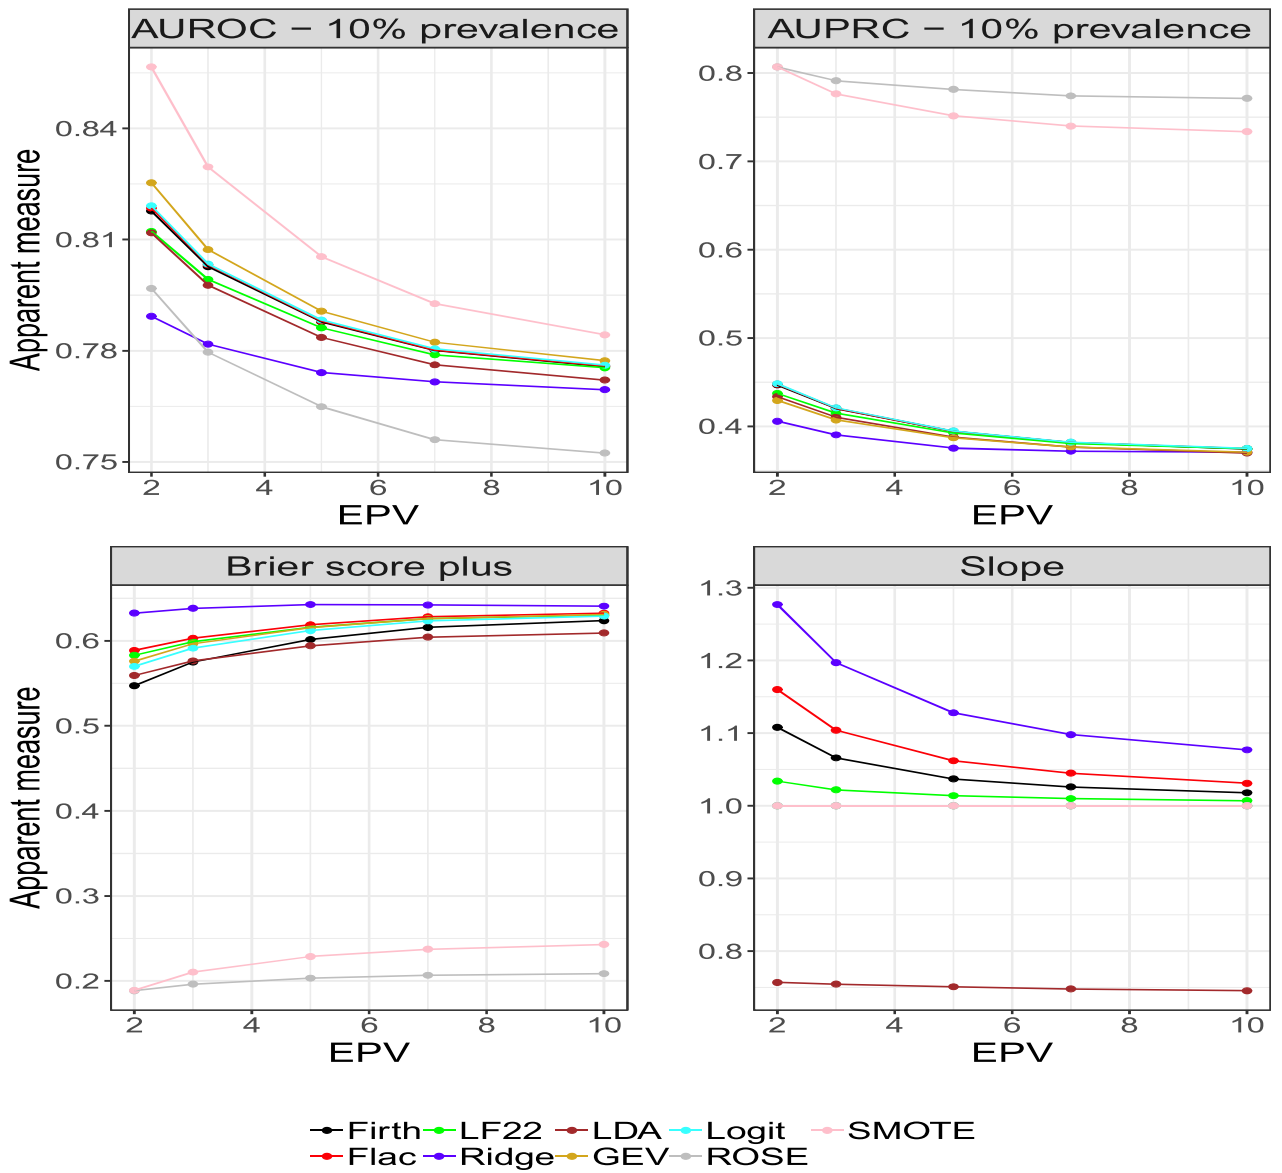 AUROC − 10% prevalence
Apparent measure
0.84
0.81
0.78
0.75
2 4 6 8 10
EPV
AUPRC − 10% prevalence
0.8
0.7
0.6
0.5
0.4
2 4 6 8 10
EPV
Brier score plus
Apparent measure
0.6
0.5
0.4
0.3
0.2
2 4 6 8 10
EPV
Slope
1.3
1.2
1.1
1.0
0.9
0.8
2 4 6 8 10
EPV
Firth LF22 LDA Logit SMOTE
Flac Ridge GEV ROSE